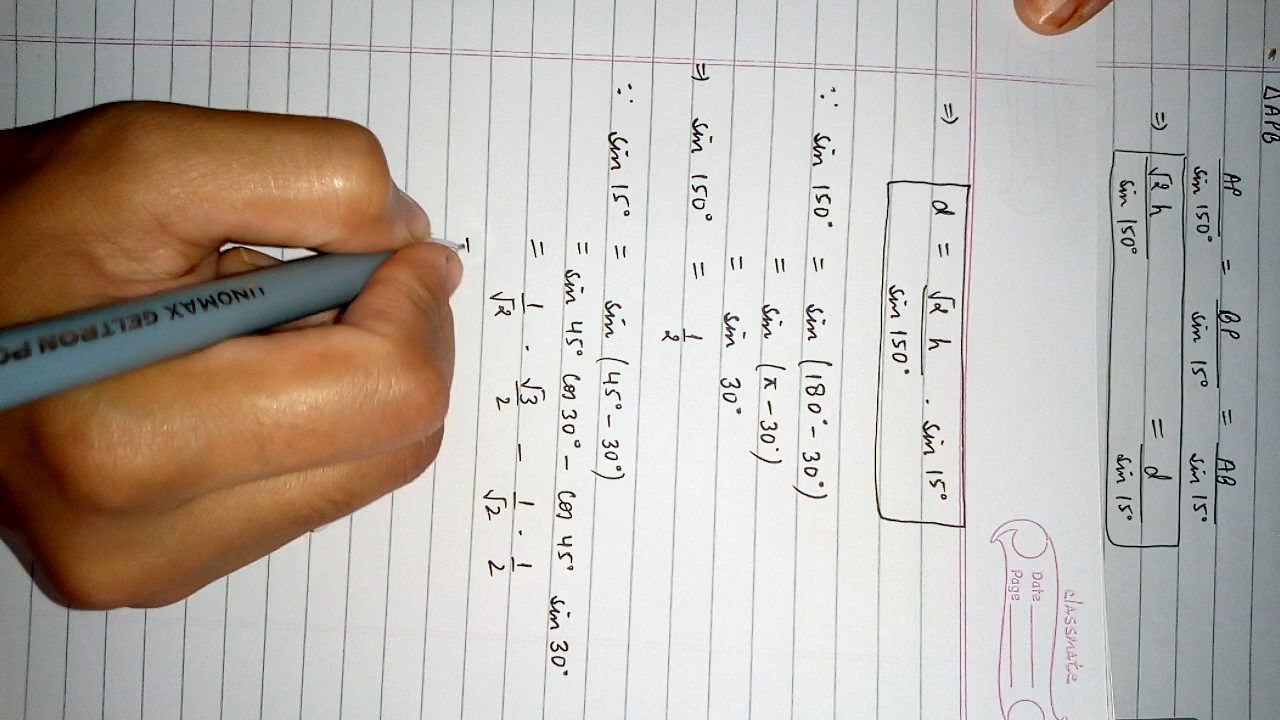 ΔAPB
AP/sin 150° = BP/sin 15° = AB/sin 15°
⇒ √2 h/sin 150° = d/sin 15°
classmate
Date
Page
⇒ d = √2 h/sin 150° . sin 15°
∵ sin 150° = sin (180° - 30°)
= sin (π - 30°)
= sin 30°
⇒ sin 150° = 1/2
∵ sin 15° = sin (45° - 30°)
= sin 45° cos 30° - cos 45° sin 30°
= 1/√2 . √3/2 - 1/√2 . 1/2
=
LINOMAX GELTRON PO